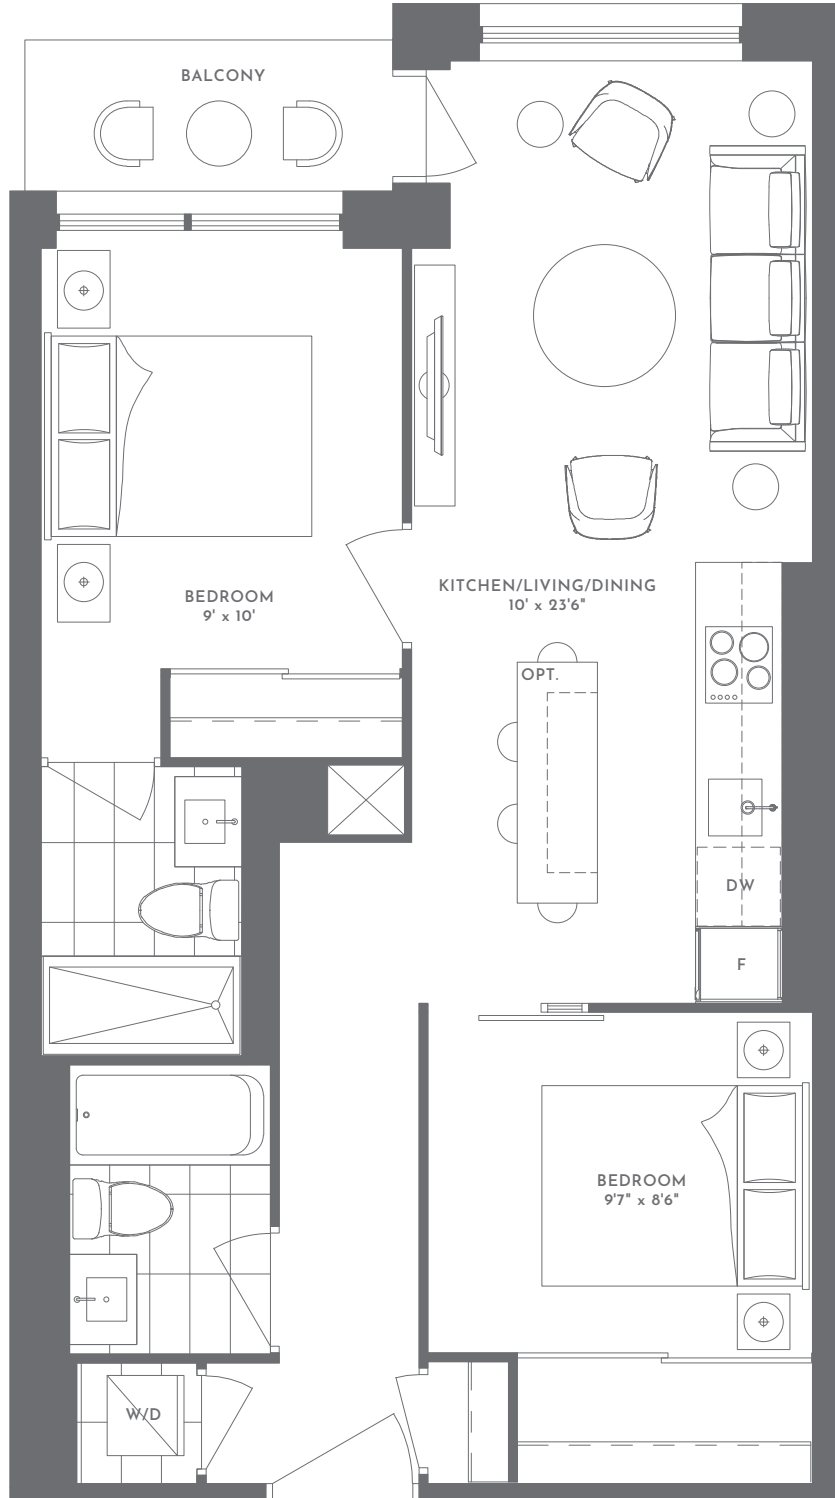 BALCONY
BEDROOM
9' x 10'
KITCHEN/LIVING/DINING
10' x 23'6"
OPT.
DW
F
BEDROOM
9'7" x 8'6"
W/D